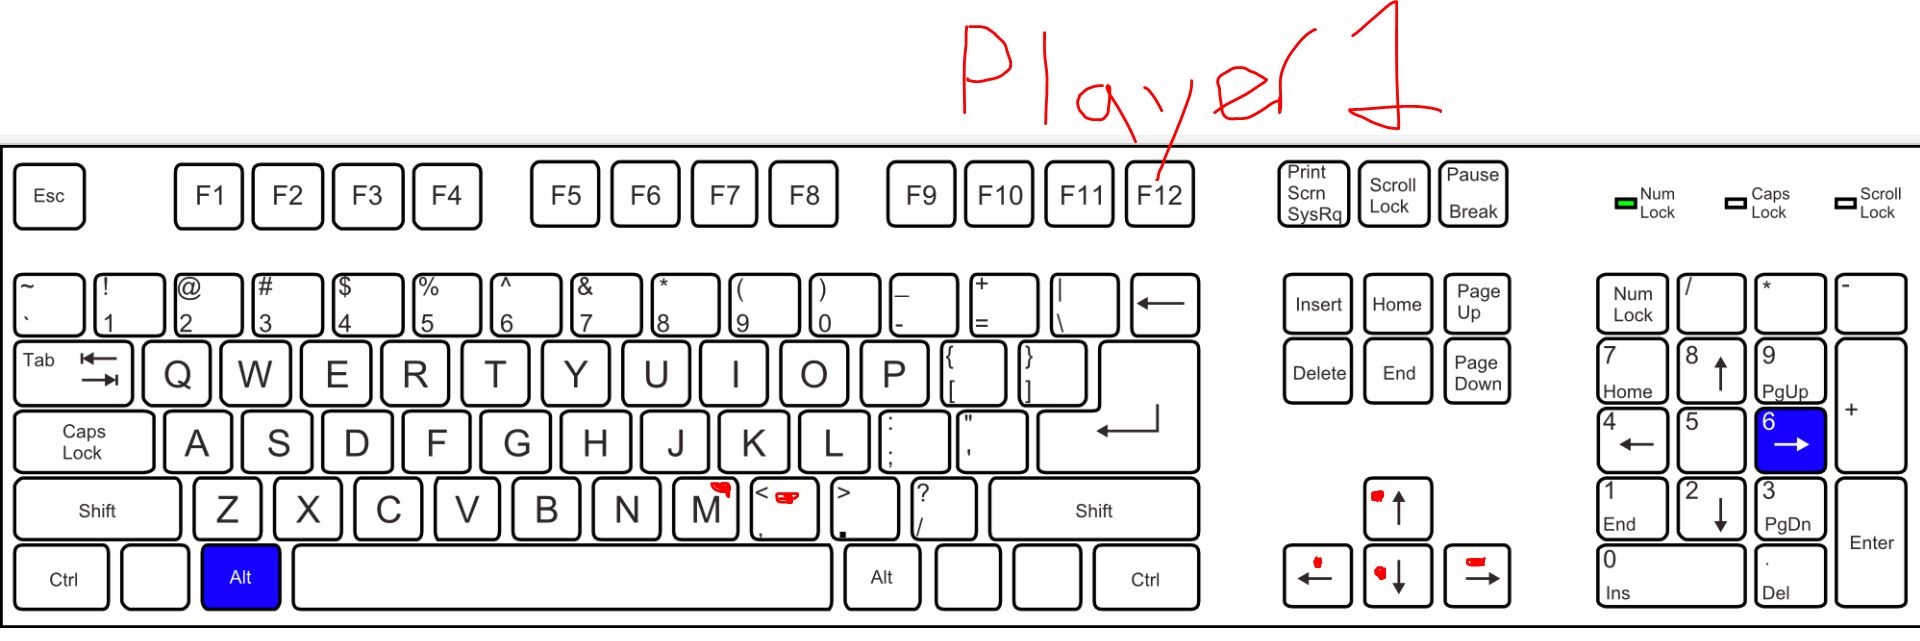 Player 1
Esc F1 F2 F3 F4 F5 F6 F7 F8 F9 F10 F11 F12 Print Scrn SysRq Scroll Lock Pause Break Num Lock Caps Lock Scroll Lock
~ ` ! 1 @ 2 # 3 $ 4 % 5 ^ 6 & 7 * 8 ( 9 ) 0 _ - + = | \ ← Insert Home Page Up Num Lock / * -
Tab Q W E R T Y U I O P { [ } ] Delete End Page Down 7 Home 8 ↑ 9 PgUp +
Caps Lock A S D F G H J K L : ; " ' 4 ← 5 6 →
Shift Z X C V B N M < , > . ? / Shift ↑ 1 End 2 ↓ 3 PgDn Enter
Ctrl Alt Alt Ctrl ← ↓ → 0 Ins . Del